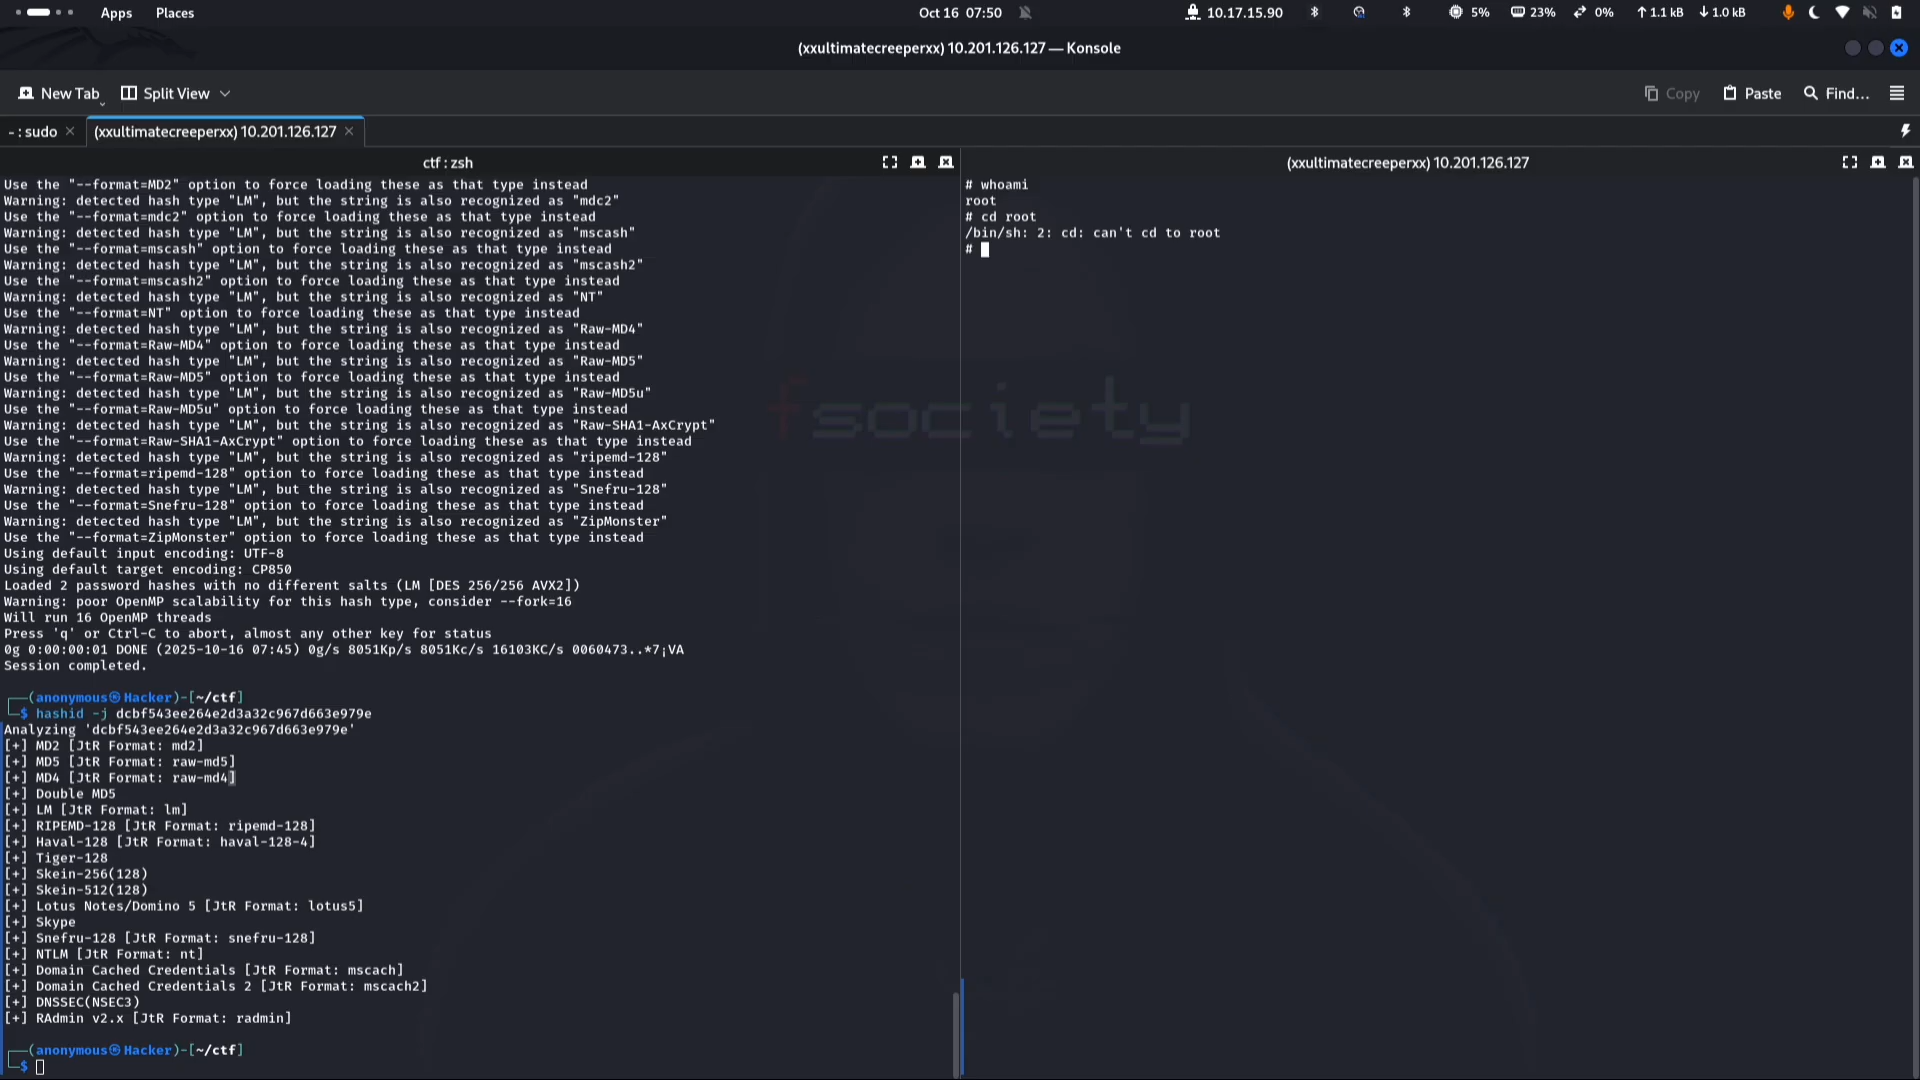 Apps Places
Oct 16 07:50
10.17.15.90
5% 23% 0% ↑1.1 kB ↓1.0 kB
(xxultimatecreeperxx) 10.201.126.127 — Konsole
New Tab Split View
Copy Paste Find...
- : sudo
(xxultimatecreeperxx) 10.201.126.127
ctf : zsh
Use the "--format=MD2" option to force loading these as that type instead
Warning: detected hash type "LM", but the string is also recognized as "mdc2"
Use the "--format=mdc2" option to force loading these as that type instead
Warning: detected hash type "LM", but the string is also recognized as "mscash"
Use the "--format=mscash" option to force loading these as that type instead
Warning: detected hash type "LM", but the string is also recognized as "mscash2"
Use the "--format=mscash2" option to force loading these as that type instead
Warning: detected hash type "LM", but the string is also recognized as "NT"
Use the "--format=NT" option to force loading these as that type instead
Warning: detected hash type "LM", but the string is also recognized as "Raw-MD4"
Use the "--format=Raw-MD4" option to force loading these as that type instead
Warning: detected hash type "LM", but the string is also recognized as "Raw-MD5"
Use the "--format=Raw-MD5" option to force loading these as that type instead
Warning: detected hash type "LM", but the string is also recognized as "Raw-MD5u"
Use the "--format=Raw-MD5u" option to force loading these as that type instead
Warning: detected hash type "LM", but the string is also recognized as "Raw-SHA1-AxCrypt"
Use the "--format=Raw-SHA1-AxCrypt" option to force loading these as that type instead
Warning: detected hash type "LM", but the string is also recognized as "ripemd-128"
Use the "--format=ripemd-128" option to force loading these as that type instead
Warning: detected hash type "LM", but the string is also recognized as "Snefru-128"
Use the "--format=Snefru-128" option to force loading these as that type instead
Warning: detected hash type "LM", but the string is also recognized as "ZipMonster"
Use the "--format=ZipMonster" option to force loading these as that type instead
Using default input encoding: UTF-8
Using default target encoding: CP850
Loaded 2 password hashes with no different salts (LM [DES 256/256 AVX2])
Warning: poor OpenMP scalability for this hash type, consider --fork=16
Will run 16 OpenMP threads
Press 'q' or Ctrl-C to abort, almost any other key for status
0g 0:00:00:01 DONE (2025-10-16 07:45) 0g/s 8051Kp/s 8051Kc/s 16103KC/s 0060473..*7¡VA
Session completed.
┌──(anonymous㉿Hacker)-[~/ctf]
└─$ hashid -j dcbf543ee264e2d3a32c967d663e979e
Analyzing 'dcbf543ee264e2d3a32c967d663e979e'
[+] MD2 [JtR Format: md2]
[+] MD5 [JtR Format: raw-md5]
[+] MD4 [JtR Format: raw-md4]
[+] Double MD5
[+] LM [JtR Format: lm]
[+] RIPEMD-128 [JtR Format: ripemd-128]
[+] Haval-128 [JtR Format: haval-128-4]
[+] Tiger-128
[+] Skein-256(128)
[+] Skein-512(128)
[+] Lotus Notes/Domino 5 [JtR Format: lotus5]
[+] Skype
[+] Snefru-128 [JtR Format: snefru-128]
[+] NTLM [JtR Format: nt]
[+] Domain Cached Credentials [JtR Format: mscach]
[+] Domain Cached Credentials 2 [JtR Format: mscach2]
[+] DNSSEC(NSEC3)
[+] RAdmin v2.x [JtR Format: radmin]
┌──(anonymous㉿Hacker)-[~/ctf]
└─$
(xxultimatecreeperxx) 10.201.126.127
# whoami
root
# cd root
/bin/sh: 2: cd: can't cd to root
#
fsociety